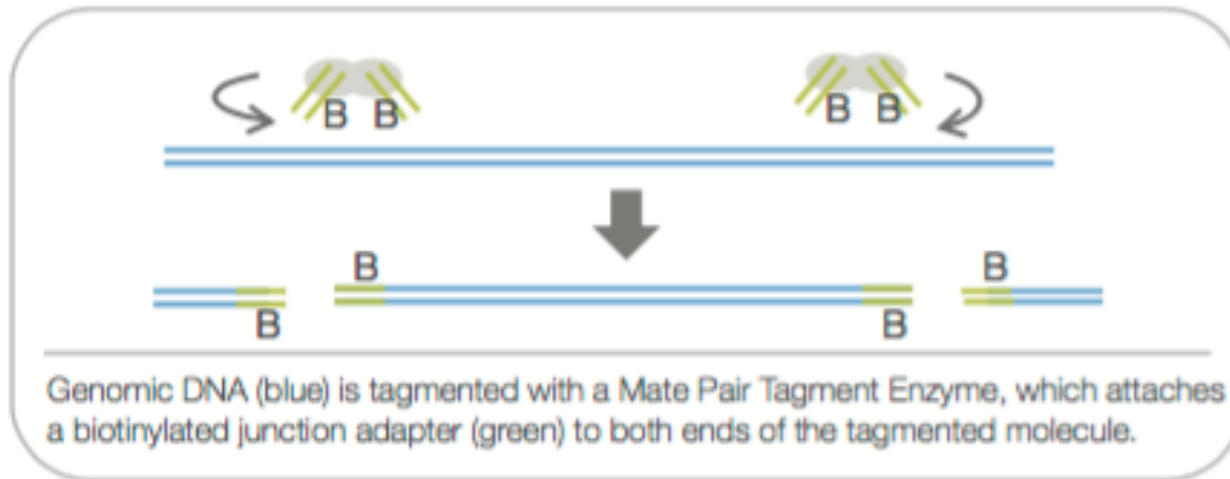 B B B B
B B
B B
Genomic DNA (blue) is tagmented with a Mate Pair Tagment Enzyme, which attaches
a biotinylated junction adapter (green) to both ends of the tagmented molecule.